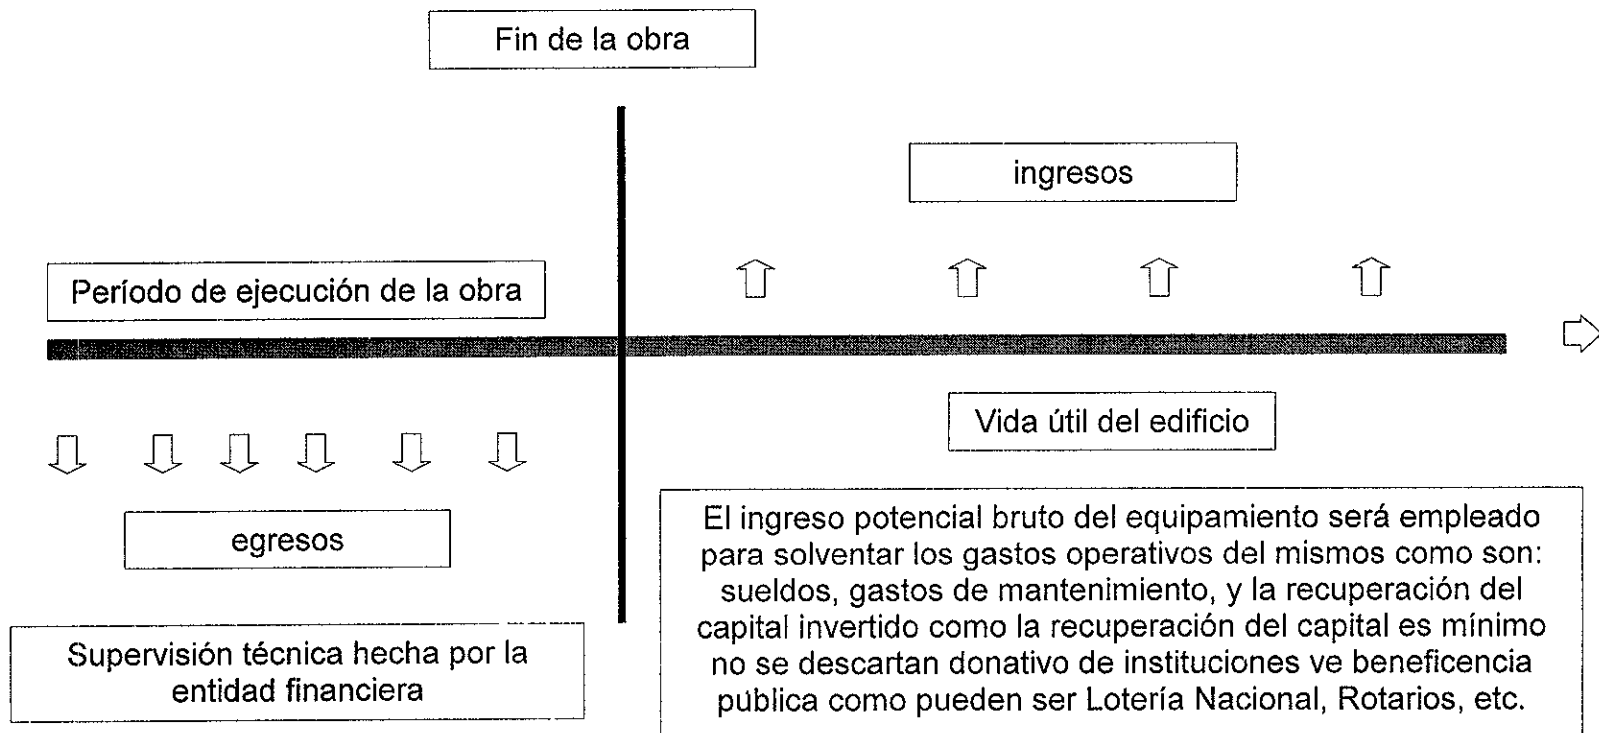 Fin de la obra
ingresos
Período de ejecución de la obra
Vida útil del edificio
egresos
El ingreso potencial bruto del equipamiento será empleado
para solventar los gastos operativos del mismos como son:
sueldos, gastos de mantenimiento, y la recuperación del
capital invertido como la recuperación del capital es mínimo
no se descartan donativo de instituciones ve beneficencia
pública como pueden ser Lotería Nacional, Rotarios, etc.
Supervisión técnica hecha por la
entidad financiera